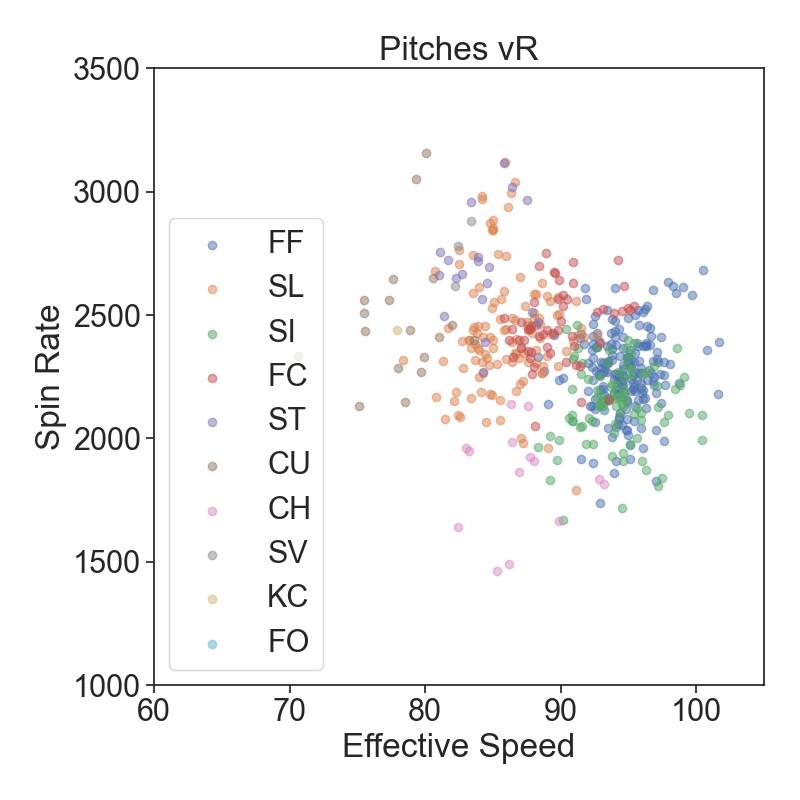 Pitches vR
3500
3000
2500
2000
1500
1000
Spin Rate
FF
SL
SI
FC
ST
CU
CH
SV
KC
FO
60 70 80 90 100
Effective Speed